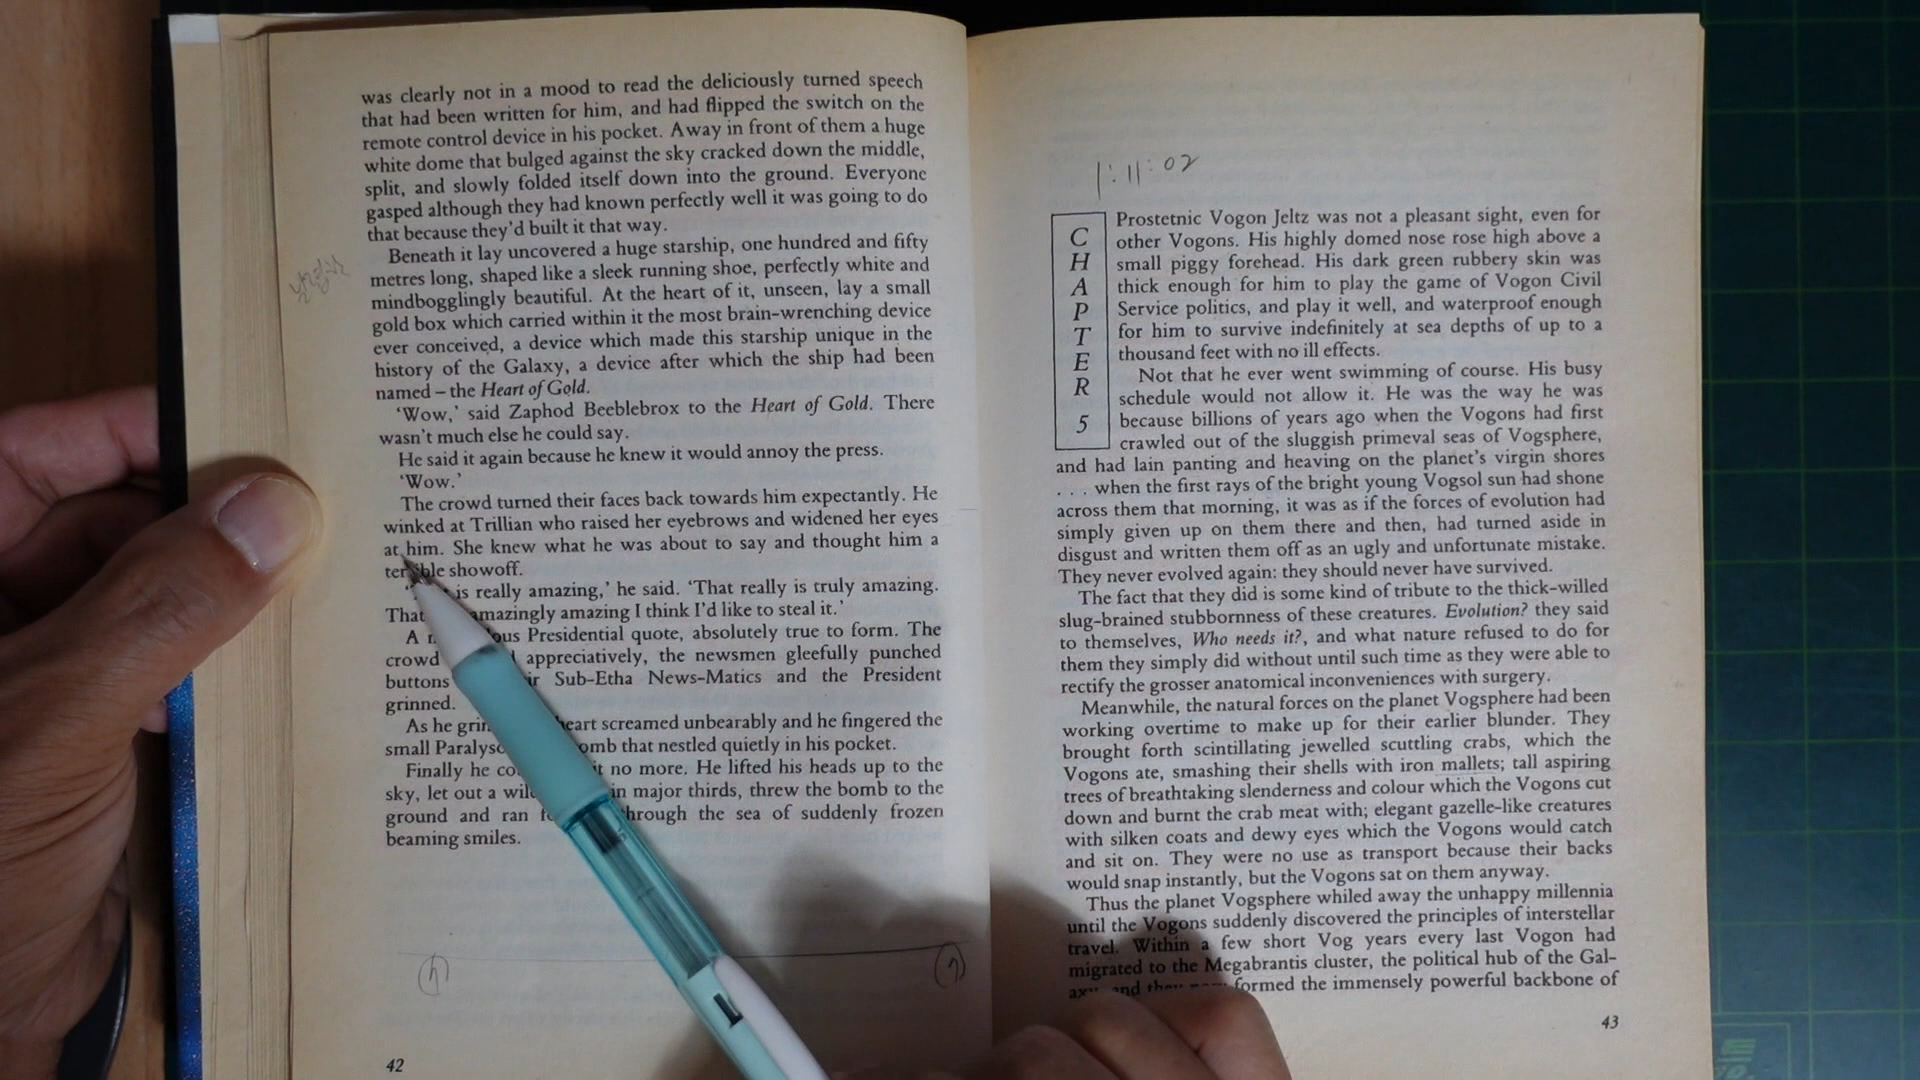 was clearly not in a mood to read the deliciously turned speech
that had been written for him, and had flipped the switch on the
remote control device in his pocket. Away in front of them a huge
white dome that bulged against the sky cracked down the middle,
split, and slowly folded itself down into the ground. Everyone
gasped although they had known perfectly well it was going to do
that because they'd built it that way.
Beneath it lay uncovered a huge starship, one hundred and fifty
metres long, shaped like a sleek running shoe, perfectly white and
mindbogglingly beautiful. At the heart of it, unseen, lay a small
gold box which carried within it the most brain-wrenching device
ever conceived, a device which made this starship unique in the
history of the Galaxy, a device after which the ship had been
named – the Heart of Gold.
'Wow,' said Zaphod Beeblebrox to the Heart of Gold. There
wasn't much else he could say.
He said it again because he knew it would annoy the press.
'Wow.'
The crowd turned their faces back towards him expectantly. He
winked at Trillian who raised her eyebrows and widened her eyes
at him. She knew what he was about to say and thought him a
showoff.
is really amazing,' he said. 'That really is truly amazing.
That amazingly amazing I think I'd like to steal it.'
A Presidential quote, absolutely true to form. The
crowd appreciatively, the newsmen gleefully punched
buttons Sub-Etha News-Matics and the President
grinned.
As he heart screamed unbearably and he fingered the
small that nestled quietly in his pocket.
Finally he it no more. He lifted his heads up to the
sky, let out a in major thirds, threw the bomb to the
ground and ran through the sea of suddenly frozen
beaming smiles.
42
1:11:02
CHAPTER
5
Prostetnic Vogon Jeltz was not a pleasant sight, even for
other Vogons. His highly domed nose rose high above a
small piggy forehead. His dark green rubbery skin was
thick enough for him to play the game of Vogon Civil
Service politics, and play it well, and waterproof enough
for him to survive indefinitely at sea depths of up to a
thousand feet with no ill effects.
Not that he ever went swimming of course. His busy
schedule would not allow it. He was the way he was
because billions of years ago when the Vogons had first
crawled out of the sluggish primeval seas of Vogsphere,
and had lain panting and heaving on the planet's virgin shores
. . . when the first rays of the bright young Vogsol sun had shone
across them that morning, it was as if the forces of evolution had
simply given up on them there and then, had turned aside in
disgust and written them off as an ugly and unfortunate mistake.
They never evolved again: they should never have survived.
The fact that they did is some kind of tribute to the thick-willed
slug-brained stubbornness of these creatures. Evolution? they said
to themselves, Who needs it?, and what nature refused to do for
them they simply did without until such time as they were able to
rectify the grosser anatomical inconveniences with surgery.
Meanwhile, the natural forces on the planet Vogsphere had been
working overtime to make up for their earlier blunder. They
brought forth scintillating jewelled scuttling crabs, which the
Vogons ate, smashing their shells with iron mallets; tall aspiring
trees of breathtaking slenderness and colour which the Vogons cut
down and burnt the crab meat with; elegant gazelle-like creatures
with silken coats and dewy eyes which the Vogons would catch
and sit on. They were no use as transport because their backs
would snap instantly, but the Vogons sat on them anyway.
Thus the planet Vogsphere whiled away the unhappy millennia
until the Vogons suddenly discovered the principles of interstellar
travel. Within a few short Vog years every last Vogon had
migrated to the Megabrantis cluster, the political hub of the Gal-
axy, and they formed the immensely powerful backbone of
43